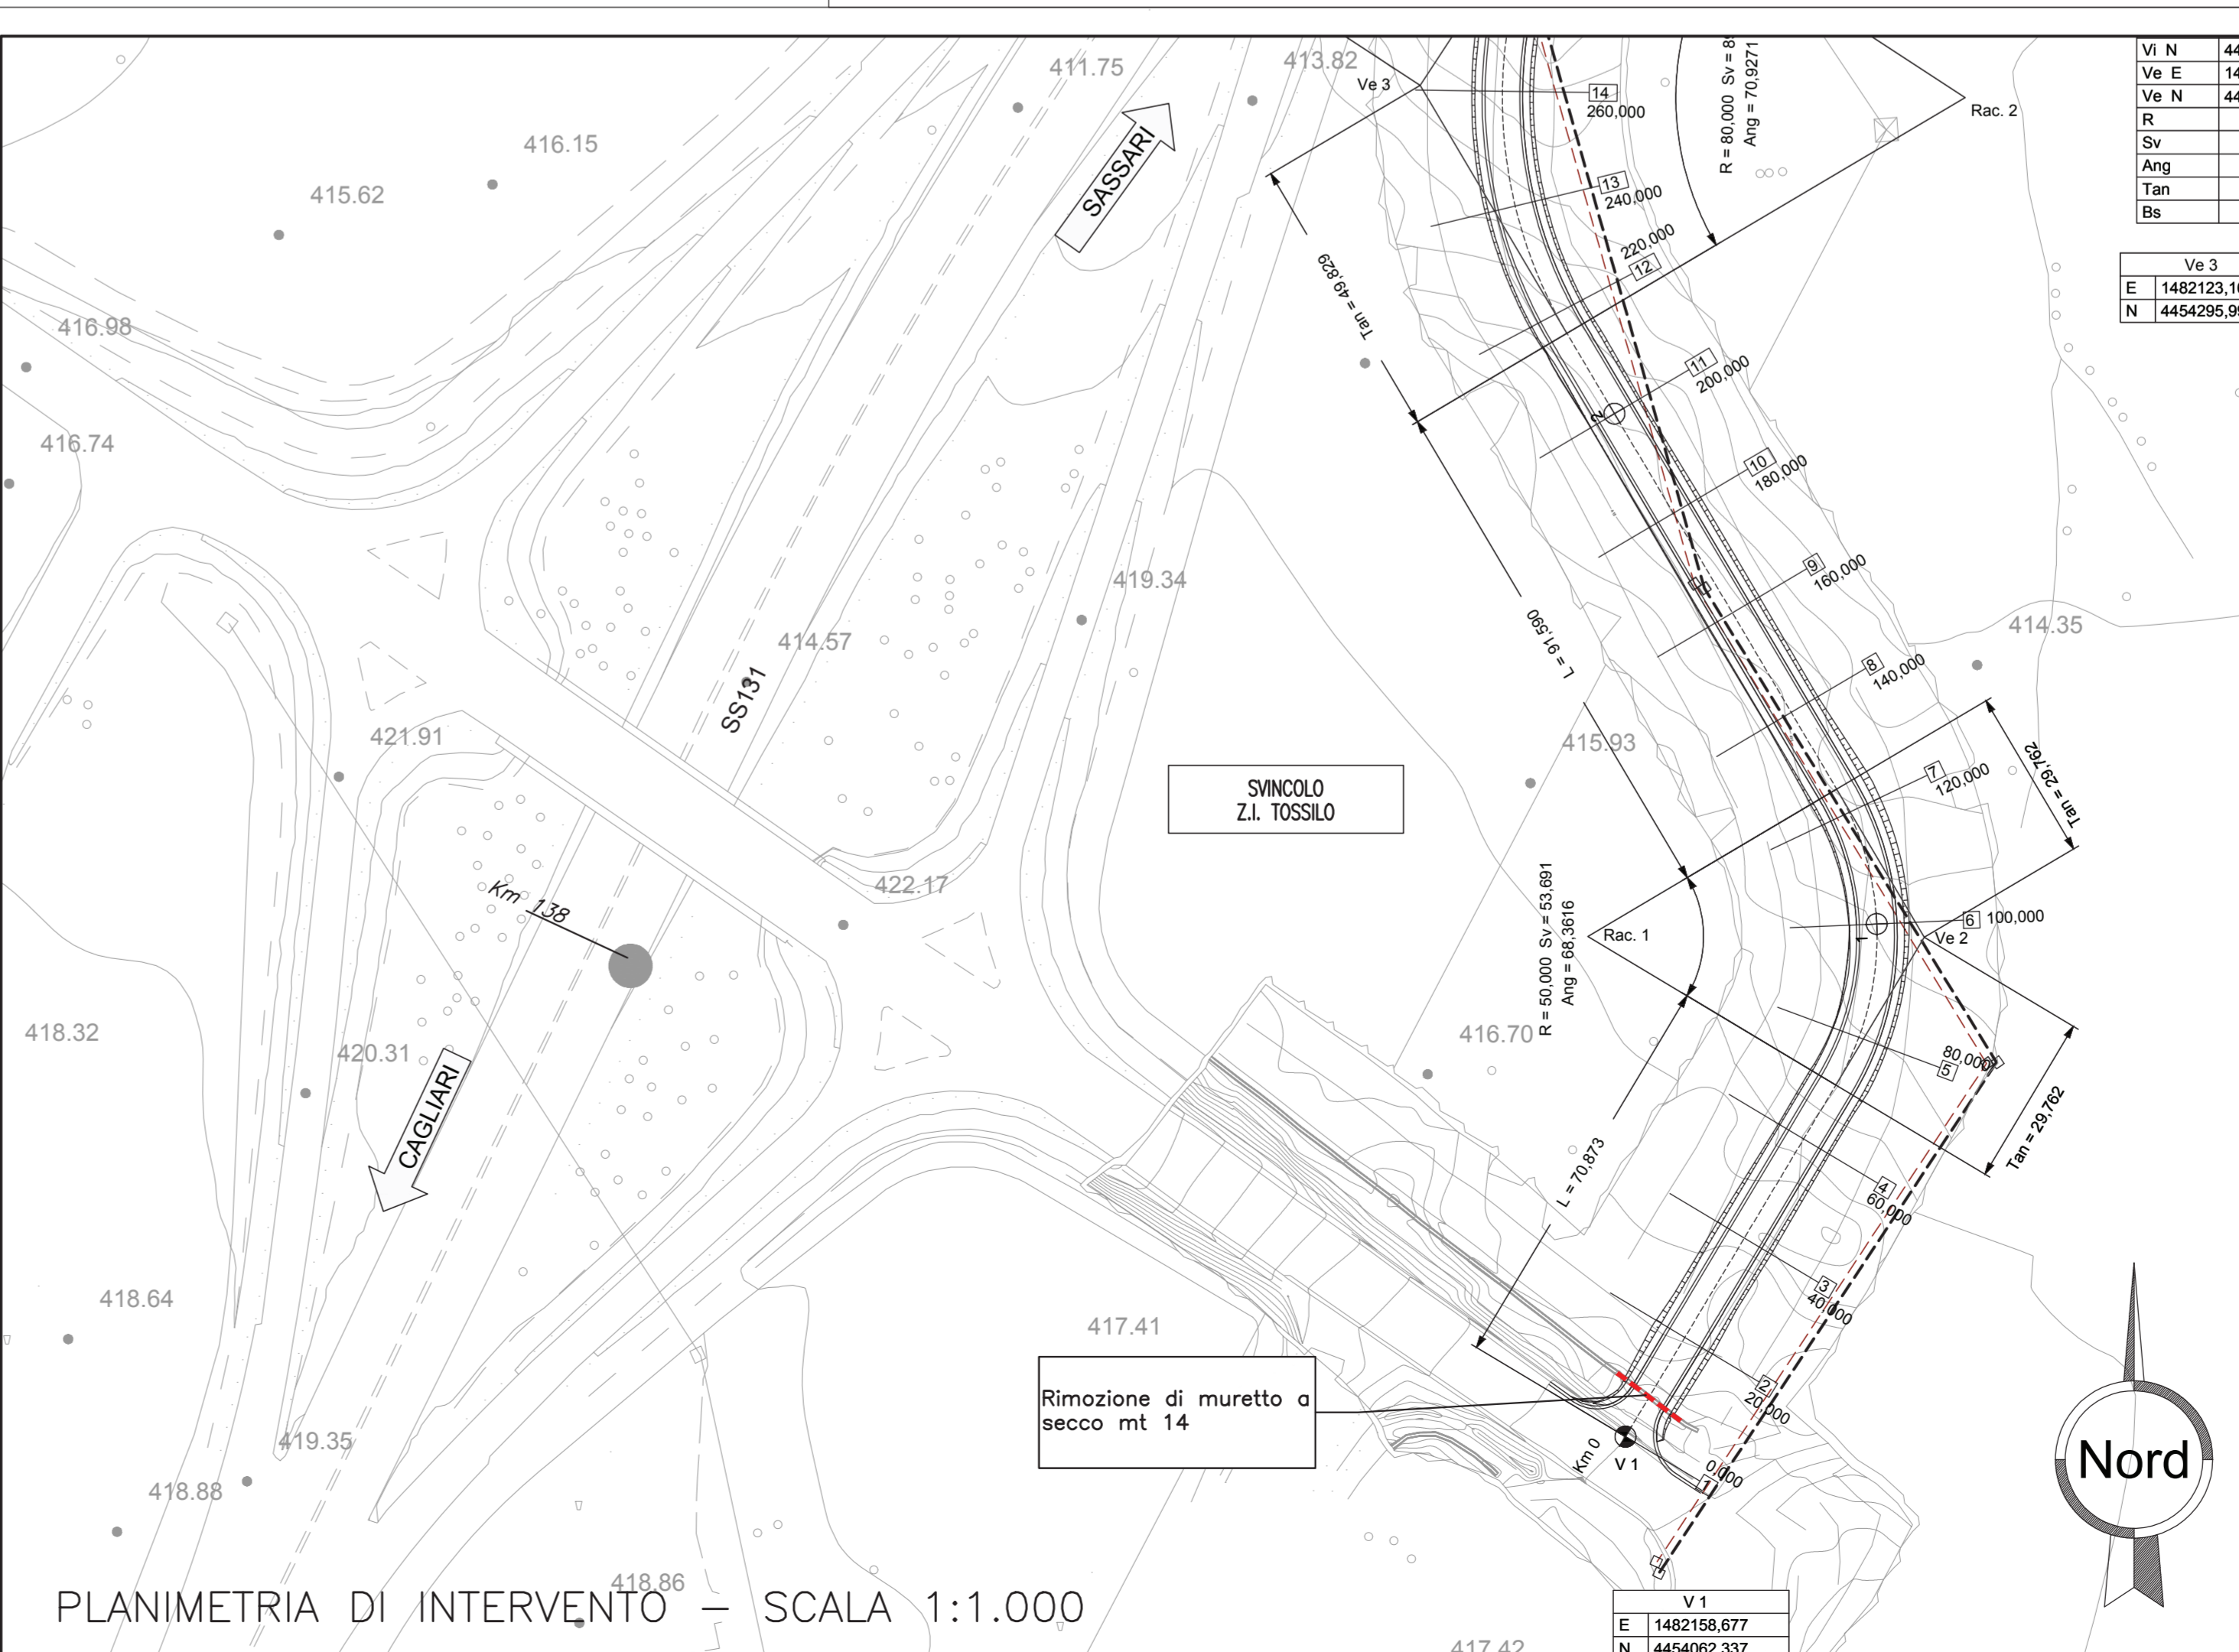 411.75
413.82
416.15
415.62
416.98
416.74
SASSARI
Ve 3
14
260,000
13
240,000
220,000
12
11
200,000
2
10
180,000
9
160,000
8
140,000
7
120,000
6
100,000
80,000
5
4
60,000
3
40,000
2
20,000
0,000
1
Ang = 70,9271
Rac. 2
Vi N
Ve E
Ve N
R
Sv
Ang
Tan
Bs
Ve 3
E
N
Tan = 49,829
L = 91,590
419.34
414.57
SS131
414.35
415.93
421.91
SVINCOLO
Z.I. TOSSILO
Tan = 29,762
422.17
Km 138
R = 50,000 Sv = 53,691
Ang = 68,3616
Rac. 1
1
Ve 2
418.32
420.31
416.70
CAGLIARI
Tan = 29,762
L = 70,873
418.64
417.41
Rimozione di muretto a
secco mt 14
419.35
418.88
Km 0
V 1
Nord
418.86
PLANIMETRIA DI INTERVENTO – SCALA 1:1.000
V 1
E 1482158,677
N 4454062,337
417.42